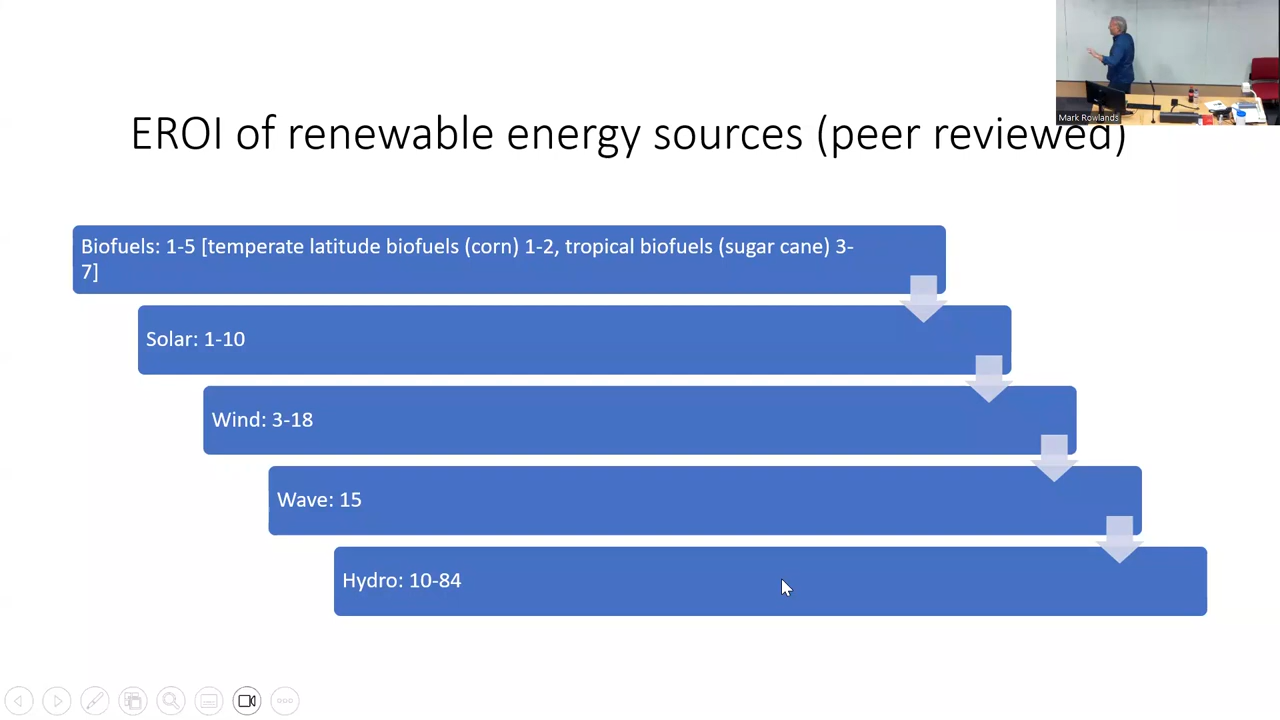 Mark Rowlands
EROI of renewable energy sources (peer reviewed)
Biofuels: 1-5 [temperate latitude biofuels (corn) 1-2, tropical biofuels (sugar cane) 3-
7]
Solar: 1-10
Wind: 3-18
Wave: 15
Hydro: 10-84